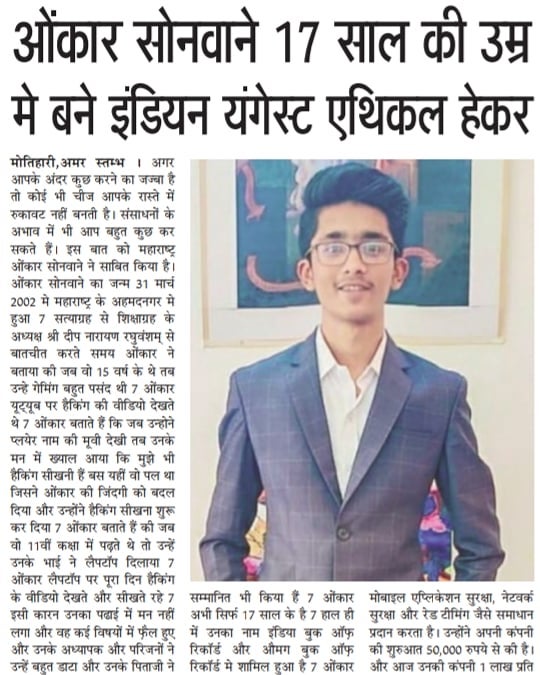 ओंकार सोनवाने 17 साल की उम्र
मे बने इंडियन यंगेस्ट एथिकल हेकर
मोतिहारी,अमर स्तम्भ । अगर
आपके अंदर कुछ करने का जज्बा है
तो कोई भी चीज आपके रास्ते में
रुकावट नहीं बनती है। संसाधनों के
अभाव में भी आप बहुत कुछ कर
सकते हैं। इस बात को महाराष्ट्र
ओंकार सोनवाने ने साबित किया है।
ओंकार सोनवाने का जन्म 31 मार्च
2002 मे महाराष्ट्र के अहमदनगर मे
हुआ 7 सत्याग्रह से शिक्षाग्रह के
अध्यक्ष श्री दीप नारायण रघुवंशम् से
बातचीत करते समय ओंकार ने
बताया की जब वो 15 वर्ष के थे तब
उन्हे गेमिंग बहुत पसंद थी 7 ओंकार
यूट्यूब पर हैकिंग की वीडियो देखते
थे 7 ओंकार बताते हैं कि जब उन्होने
प्लयेर नाम की मूवी देखी तब उनके
मन में ख्याल आया कि मुझे भी
हैकिंग सीखनी हैं बस यहीं वो पल था
जिसने ओंकार की जिंदगी को बदल
दिया और उन्होंने हैकिंग सीखना शुरू
कर दिया 7 ओंकार बताते हैं की जब
वो 11वीं कक्षा में पढ़ते थे तो उन्हें
उनके भाई ने लैपटॉप दिलाया 7
ओंकार लैपटॉप पर पूरा दिन हैकिंग
के वीडियो देखते और सीखते रहे 7
इसी कारन उनका पढाई में मन नहीं
लगा और वह कई विषयों में फ़ैल हुए
और उनके अध्यापक और परिजनों ने
उन्हें बहुत डाटा और उनके पिताजी ने
सम्मानित भी किया हैं 7 ओंकार
अभी सिर्फ 17 साल के है 7 हाल ही
में उनका नाम इंडिया बुक ऑफ़
रिकॉर्ड और औमग बुक ऑफ़
रिकॉर्ड मे शामिल हुआ है 7 ओंकार
मोबाइल एप्लिकेशन सुरक्षा, नेटवर्क
सुरक्षा और रेड टीमिंग जैसे समाधान
प्रदान करता है। उन्होंने अपनी कंपनी
की शुरुआत 50,000 रुपये से की है।
और आज उनकी कंपनी 1 लाख प्रति